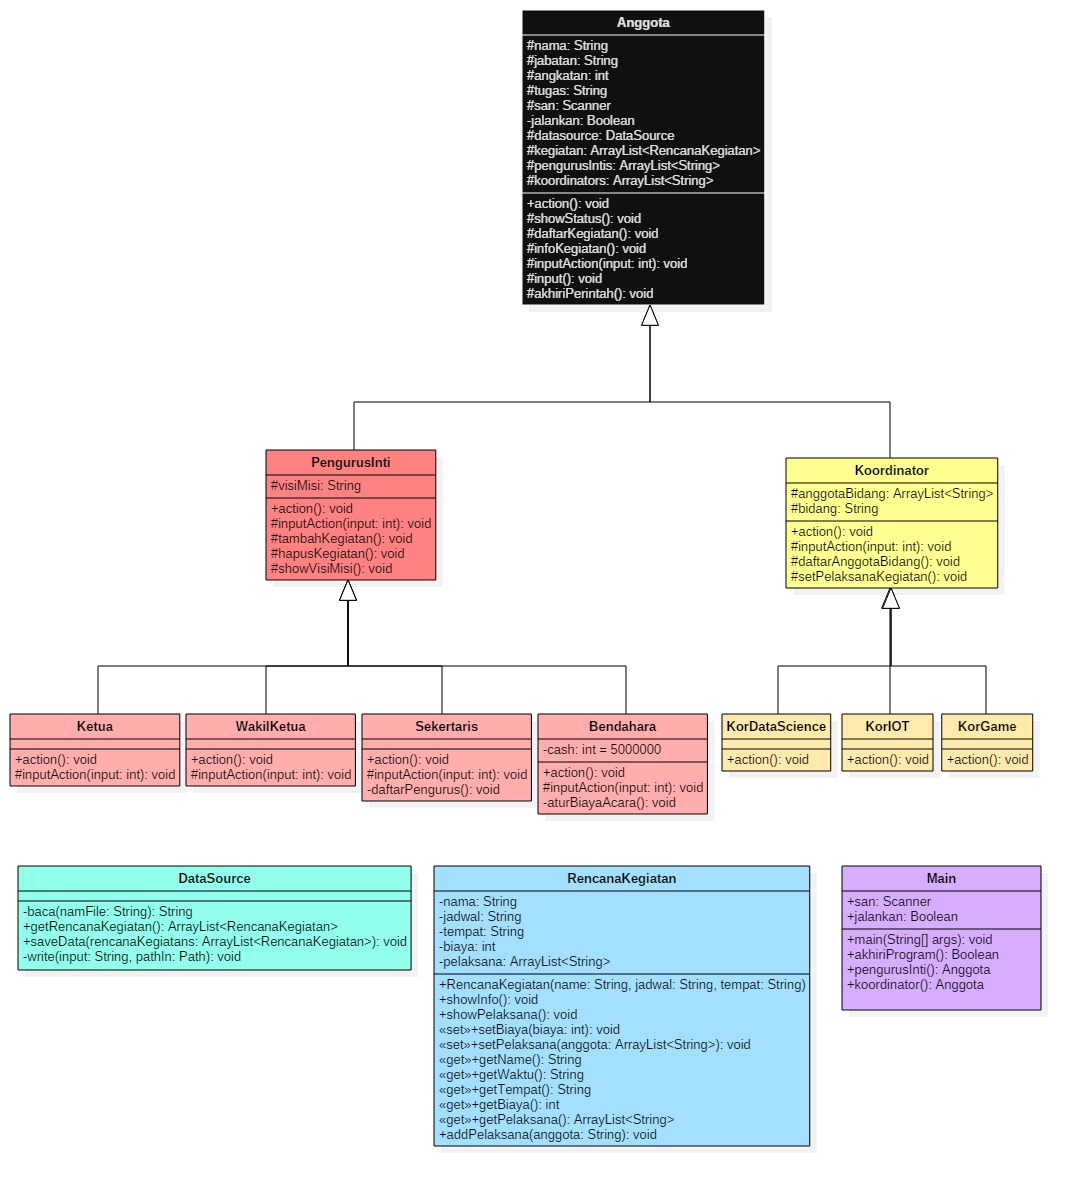 Anggota
#nama: String
#jabatan: String
#angkatan: int
#tugas: String
#san: Scanner
-jalankan: Boolean
#datasource: DataSource
#kegiatan: ArrayList<RencanaKegiatan>
#pengurusIntis: ArrayList<String>
#koordinators: ArrayList<String>
+action(): void
#showStatus(): void
#daftarKegiatan(): void
#infoKegiatan(): void
#inputAction(input: int): void
#input(): void
#akhiriPerintah(): void
PengurusInti
#visiMisi: String
+action(): void
#inputAction(input: int): void
#tambahKegiatan(): void
#hapusKegiatan(): void
#showVisiMisi(): void
Koordinator
#anggotaBidang: ArrayList<String>
#bidang: String
+action(): void
#inputAction(input: int): void
#daftarAnggotaBidang(): void
#setPelaksanaKegiatan(): void
Ketua
+action(): void
#inputAction(input: int): void
WakilKetua
+action(): void
#inputAction(input: int): void
Sekertaris
+action(): void
#inputAction(input: int): void
-daftarPengurus(): void
Bendahara
-cash: int = 5000000
+action(): void
#inputAction(input: int): void
-aturBiayaAcara(): void
KorDataScience
+action(): void
KorIOT
+action(): void
KorGame
+action(): void
DataSource
-baca(namFile: String): String
+getRencanaKegiatan(): ArrayList<RencanaKegiatan>
+saveData(rencanaKegiatans: ArrayList<RencanaKegiatan>): void
-write(input: String, pathIn: Path): void
RencanaKegiatan
-nama: String
-jadwal: String
-tempat: String
-biaya: int
-pelaksana: ArrayList<String>
+RencanaKegiatan(name: String, jadwal: String, tempat: String)
+showInfo(): void
+showPelaksana(): void
«set»+setBiaya(biaya: int): void
«set»+setPelaksana(anggota: ArrayList<String>): void
«get»+getName(): String
«get»+getWaktu(): String
«get»+getTempat(): String
«get»+getBiaya(): int
«get»+getPelaksana(): ArrayList<String>
+addPelaksana(anggota: String): void
Main
+san: Scanner
+jalankan: Boolean
+main(String[] args): void
+akhiriProgram(): Boolean
+pengurusInti(): Anggota
+koordinator(): Anggota